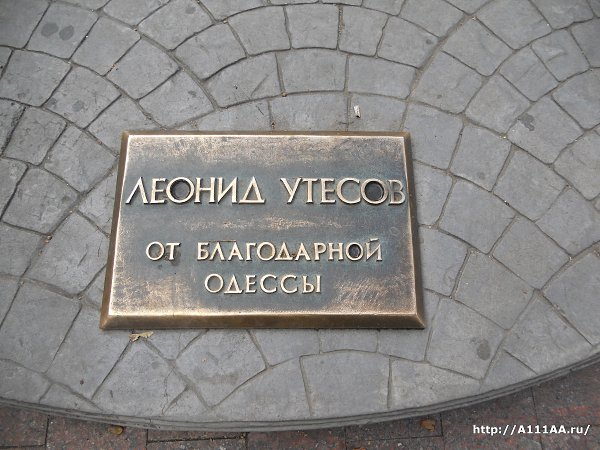 ЛЕОНИД УТЕСОВ
ОТ БЛАГОДАРНОЙ
ОДЕССЫ
http://A111AA.ru/